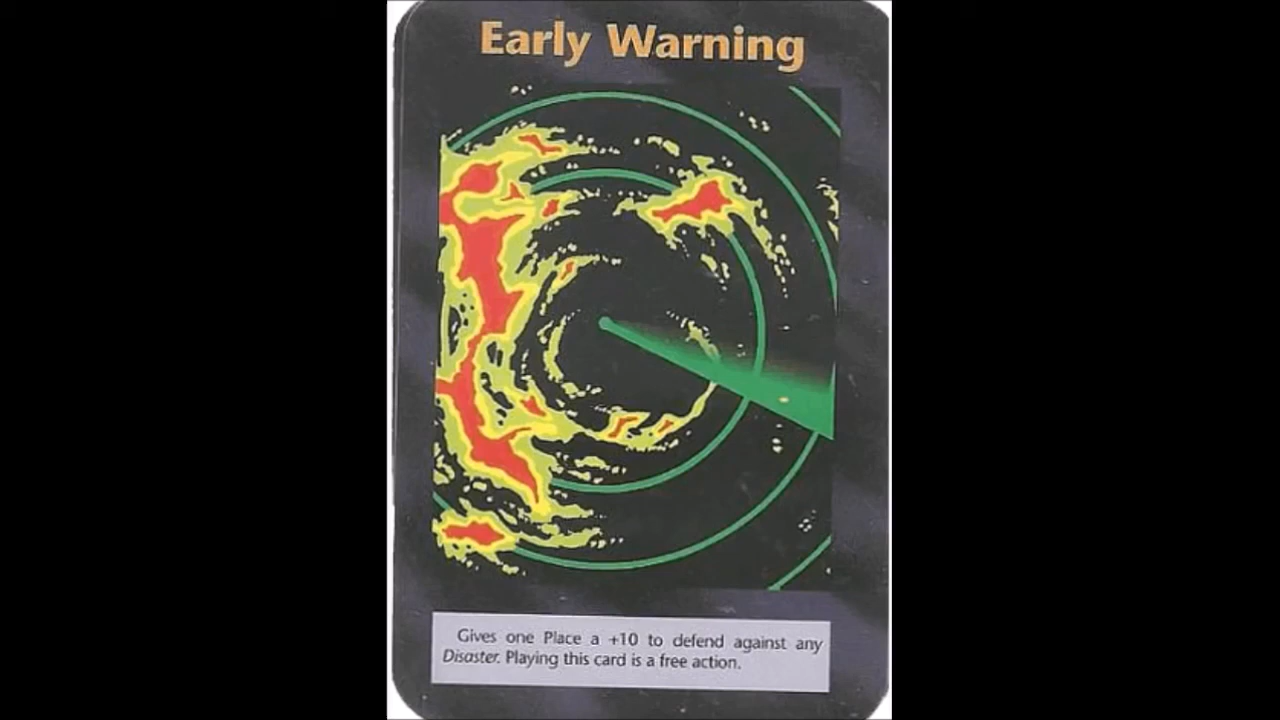 Early Warning
Gives one Place a +10 to defend against any
Disaster. Playing this card is a free action.